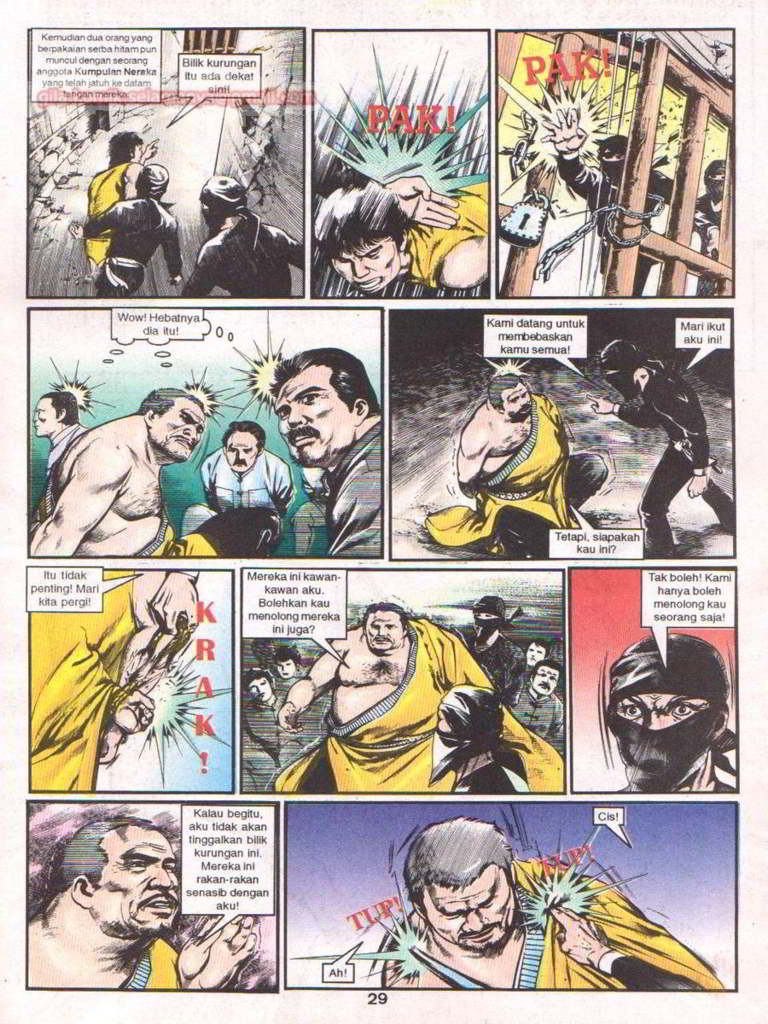 Kemudian dua orang yang
berpakaian serba hitam pun
muncul dengan seorang
anggota Kumpulan Neraka
yang telah jatuh ke dalam
tangan mereka.
Bilik kurungan
itu ada dekat
sini!
PAK!
PAK!
Wow! Hebatnya
dia itu!
Kami datang untuk
membebaskan
kamu semua!
Mari ikut
aku ini!
Tetapi, siapakah
kau ini?
Itu tidak
penting! Mari
kita pergi!
KRAK!
Mereka ini kawan-
kawan aku.
Bolehkan kau
menolong mereka
ini juga?
Tak boleh! Kami
hanya boleh
menolong kau
seorang saja!
Kalau begitu,
aku tidak akan
tinggalkan bilik
kurungan ini.
Mereka ini
rakan-rakan
senasib dengan
aku!
Cis!
TUP!
TUP!
Ah!
29